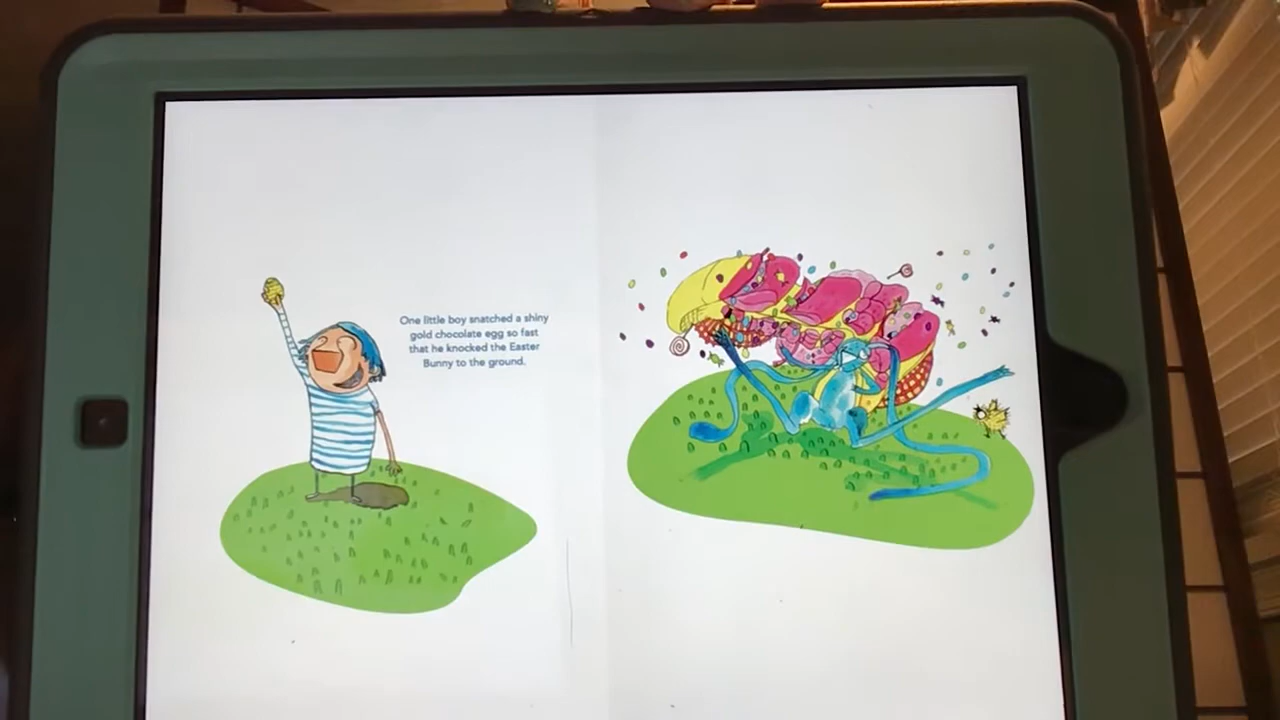 One little boy snatched a shiny
gold chocolate egg so fast
that he knocked the Easter
Bunny to the ground.